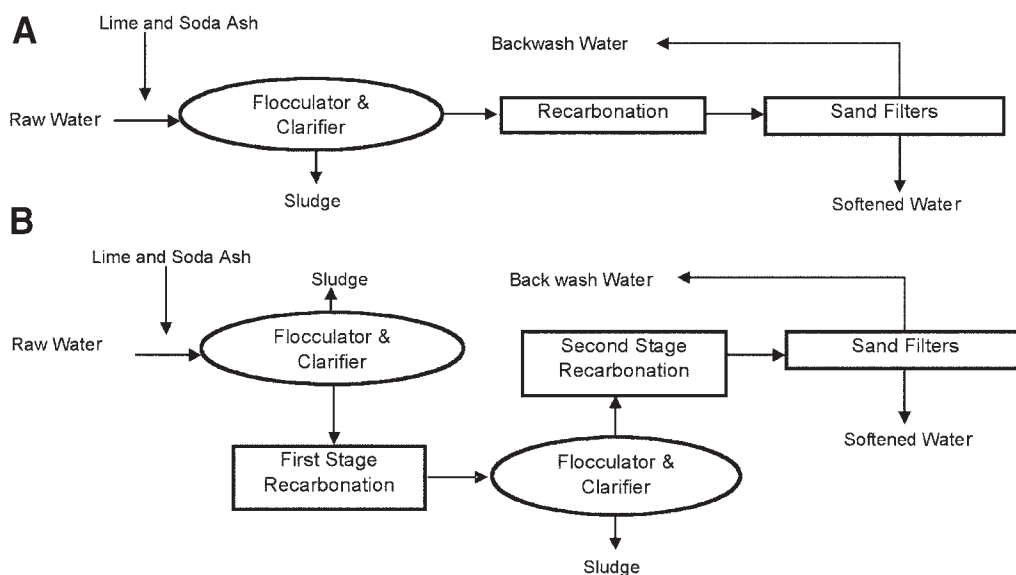 A
Lime and Soda Ash
Backwash Water
Raw Water
Flocculator &
Clarifier
Recarbonation
Sand Filters
Sludge
Softened Water
B
Lime and Soda Ash
Sludge
Back wash Water
Raw Water
Flocculator &
Clarifier
Second Stage
Recarbonation
Sand Filters
Softened Water
First Stage
Recarbonation
Flocculator &
Clarifier
Sludge